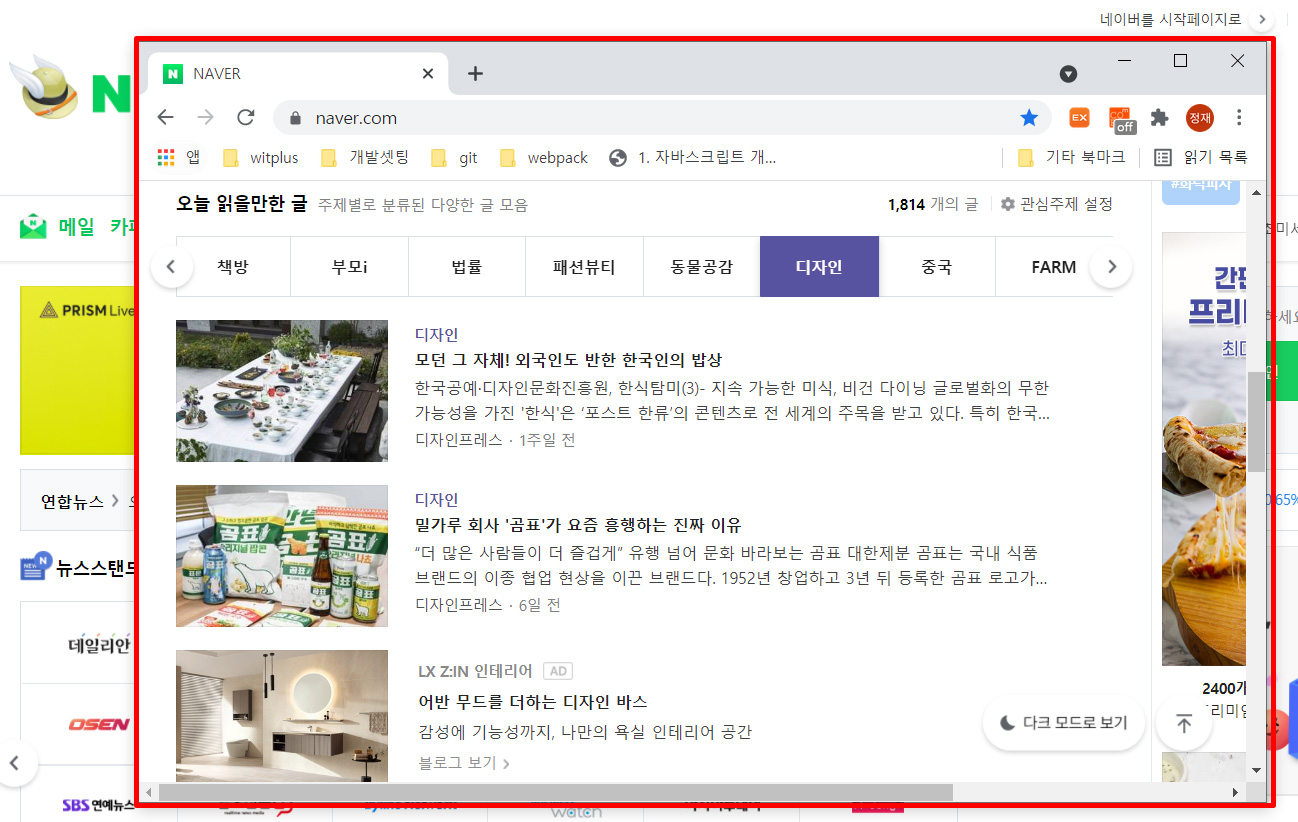 네이버를 시작페이지로
NAVER
naver.com
EX
off
정재
앱
witplus
개발셋팅
git
webpack
1. 자바스크립트 개...
기타 북마크
읽기 목록
오늘 읽을만한 글 주제별로 분류된 다양한 글 모음
1,814 개의 글
관심주제 설정
메일
책방
부모i
법률
패션뷰티
동물공감
디자인
중국
FARM
PRISM Live
디자인
모던 그 자체! 외국인도 반한 한국인의 밥상
한국공예·디자인문화진흥원, 한식탐미(3)- 지속 가능한 미식, 비건 다이닝 글로벌화의 무한
가능성을 가진 '한식'은 ‘포스트 한류’의 콘텐츠로 전 세계의 주목을 받고 있다. 특히 한국...
디자인프레스 · 1주일 전
연합뉴스
디자인
밀가루 회사 '곰표'가 요즘 흥행하는 진짜 이유
“더 많은 사람들이 더 즐겁게” 유행 넘어 문화 바라보는 곰표 대한제분 곰표는 국내 식품
브랜드의 이종 협업 현상을 이끈 브랜드다. 1952년 창업하고 3년 뒤 등록한 곰표 로고가...
디자인프레스 · 6일 전
곰표
곰표
곰표
NEW
N
뉴스스탠드
데일리안
OSEN
SBS 연예뉴스
LX Z:IN 인테리어 AD
어반 무드를 더하는 디자인 바스
감성에 기능성까지, 나만의 욕실 인테리어 공간
블로그 보기
다크 모드로 보기
watch